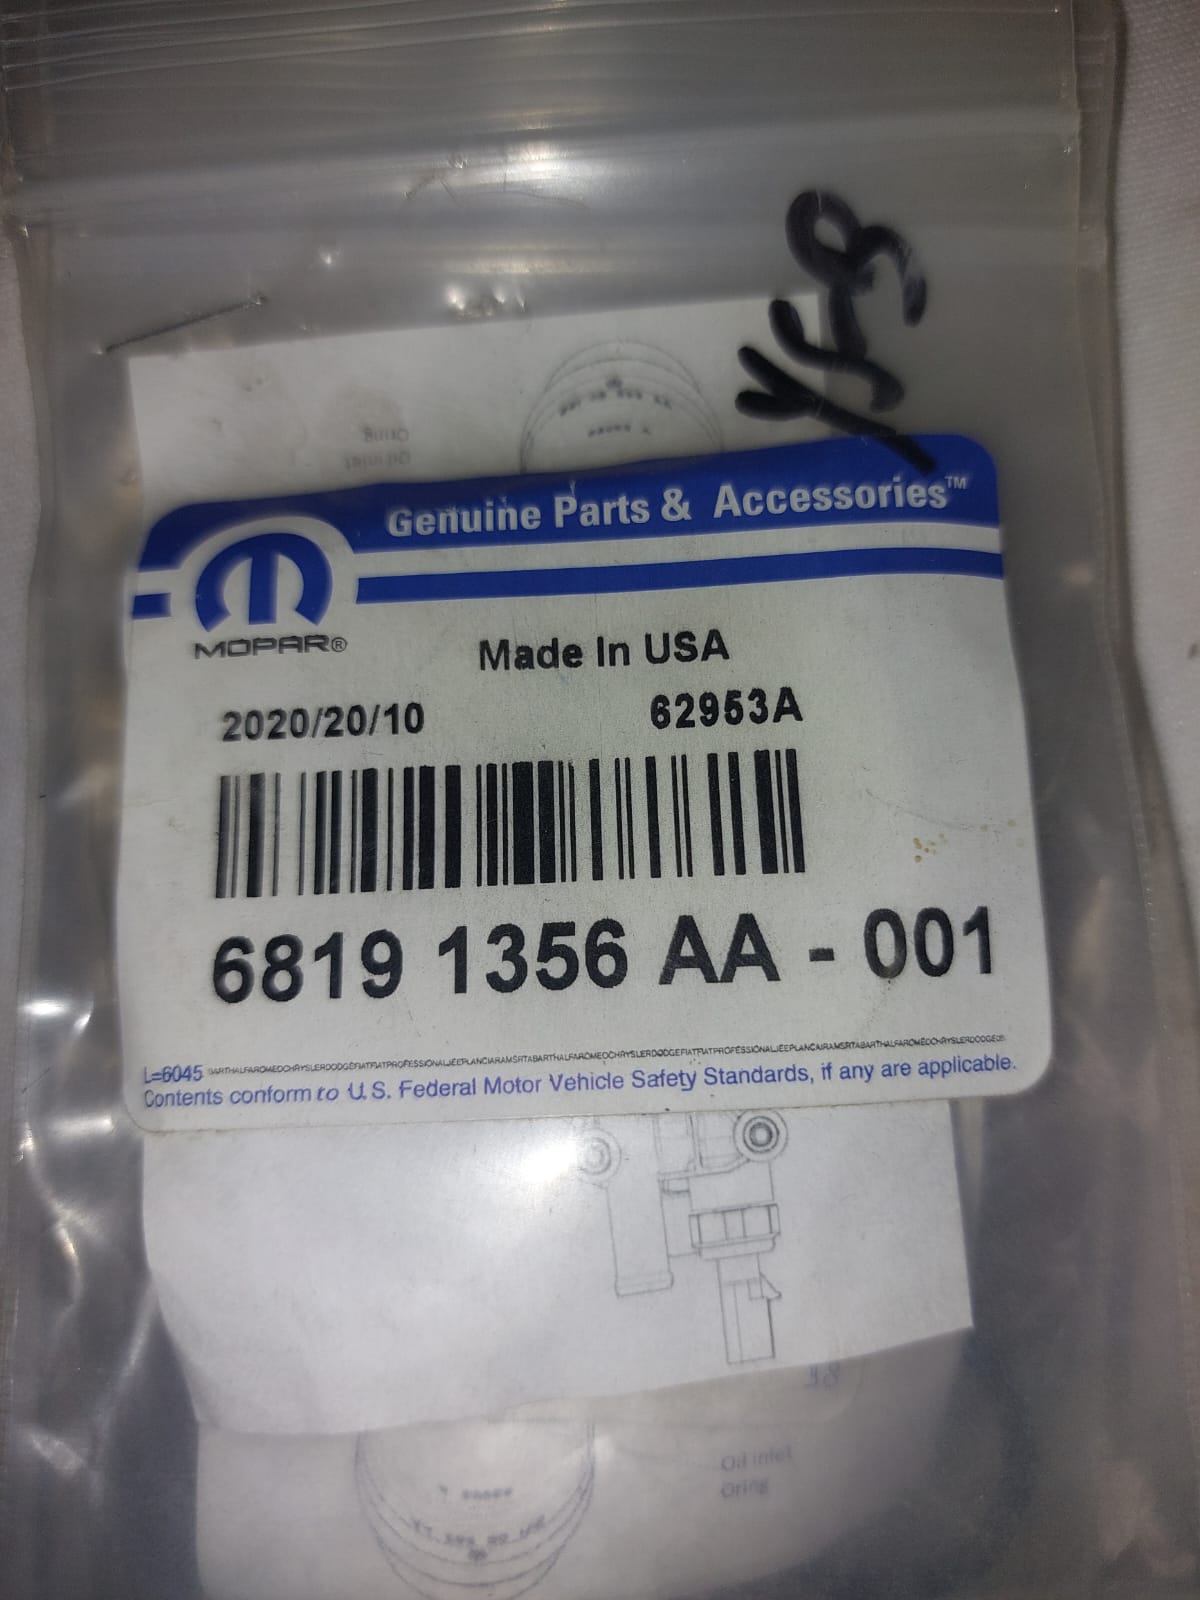 Genuine Parts & Accessories™
MOPAR®
Made In USA
2020/20/10 62953A
6819 1356 AA - 001
L=6045
Contents conform to U.S. Federal Motor Vehicle Safety Standards, if any are applicable.
Oil inlet
Oring